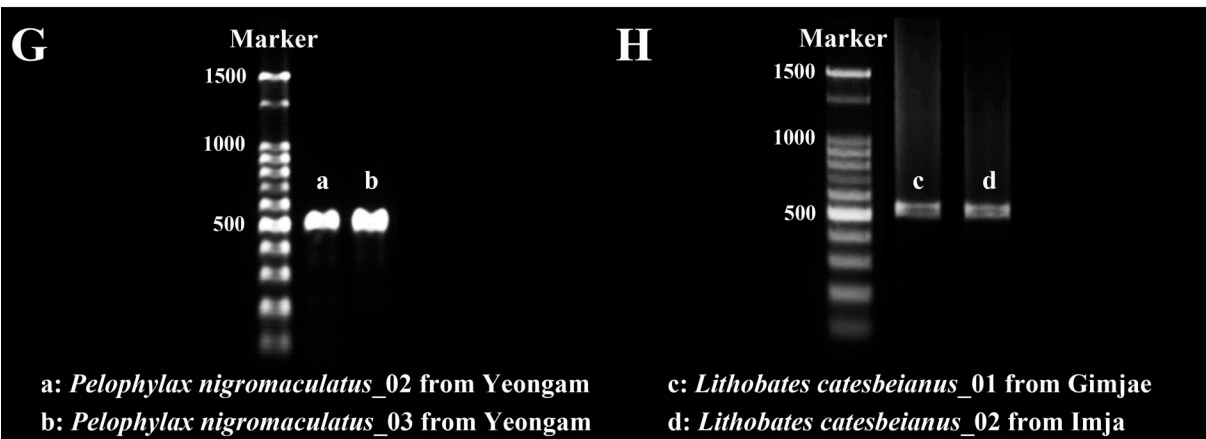 G
Marker
1500
1000
a b
500
a: Pelophylax nigromaculatus_02 from Yeongam
b: Pelophylax nigromaculatus_03 from Yeongam
H
Marker
1500
1000
c d
500
c: Lithobates catesbeianus_01 from Gimjae
d: Lithobates catesbeianus_02 from Imja